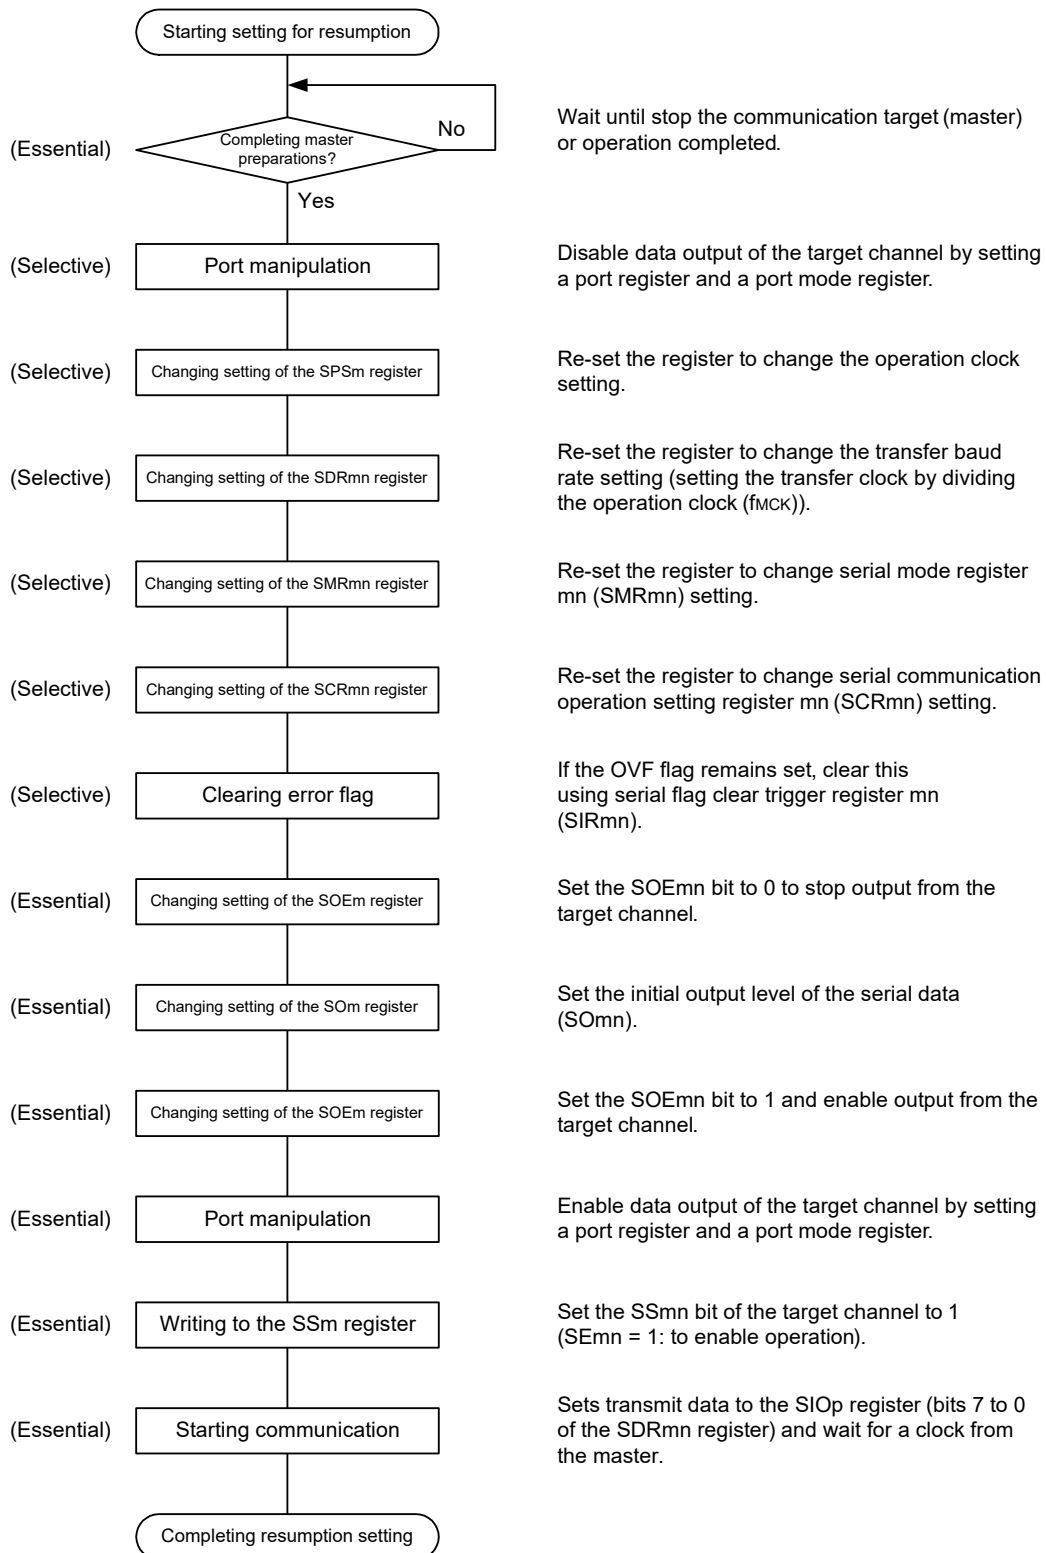 Starting setting for resumption
(Essential)
Completing master
preparations?
No
Wait until stop the communication target (master)
or operation completed.
Yes
(Selective)
Port manipulation
Disable data output of the target channel by setting
a port register and a port mode register.
(Selective)
Changing setting of the SPSm register
Re-set the register to change the operation clock
setting.
(Selective)
Changing setting of the SDRmn register
Re-set the register to change the transfer baud
rate setting (setting the transfer clock by dividing
the operation clock (fMCK)).
(Selective)
Changing setting of the SMRmn register
Re-set the register to change serial mode register
mn (SMRmn) setting.
(Selective)
Changing setting of the SCRmn register
Re-set the register to change serial communication
operation setting register mn (SCRmn) setting.
(Selective)
Clearing error flag
If the OVF flag remains set, clear this
using serial flag clear trigger register mn
(SIRmn).
(Essential)
Changing setting of the SOEm register
Set the SOEmn bit to 0 to stop output from the
target channel.
(Essential)
Changing setting of the SOm register
Set the initial output level of the serial data
(SOmn).
(Essential)
Changing setting of the SOEm register
Set the SOEmn bit to 1 and enable output from the
target channel.
(Essential)
Port manipulation
Enable data output of the target channel by setting
a port register and a port mode register.
(Essential)
Writing to the SSm register
Set the SSmn bit of the target channel to 1
(SEmn = 1: to enable operation).
(Essential)
Starting communication
Sets transmit data to the SIOp register (bits 7 to 0
of the SDRmn register) and wait for a clock from
the master.
Completing resumption setting